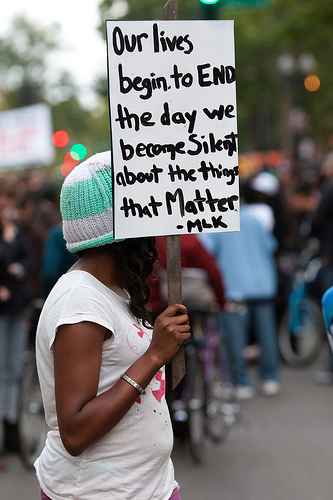 Our lives
begin to END
the day we
become Silent
about the things
that Matter.
-MLK